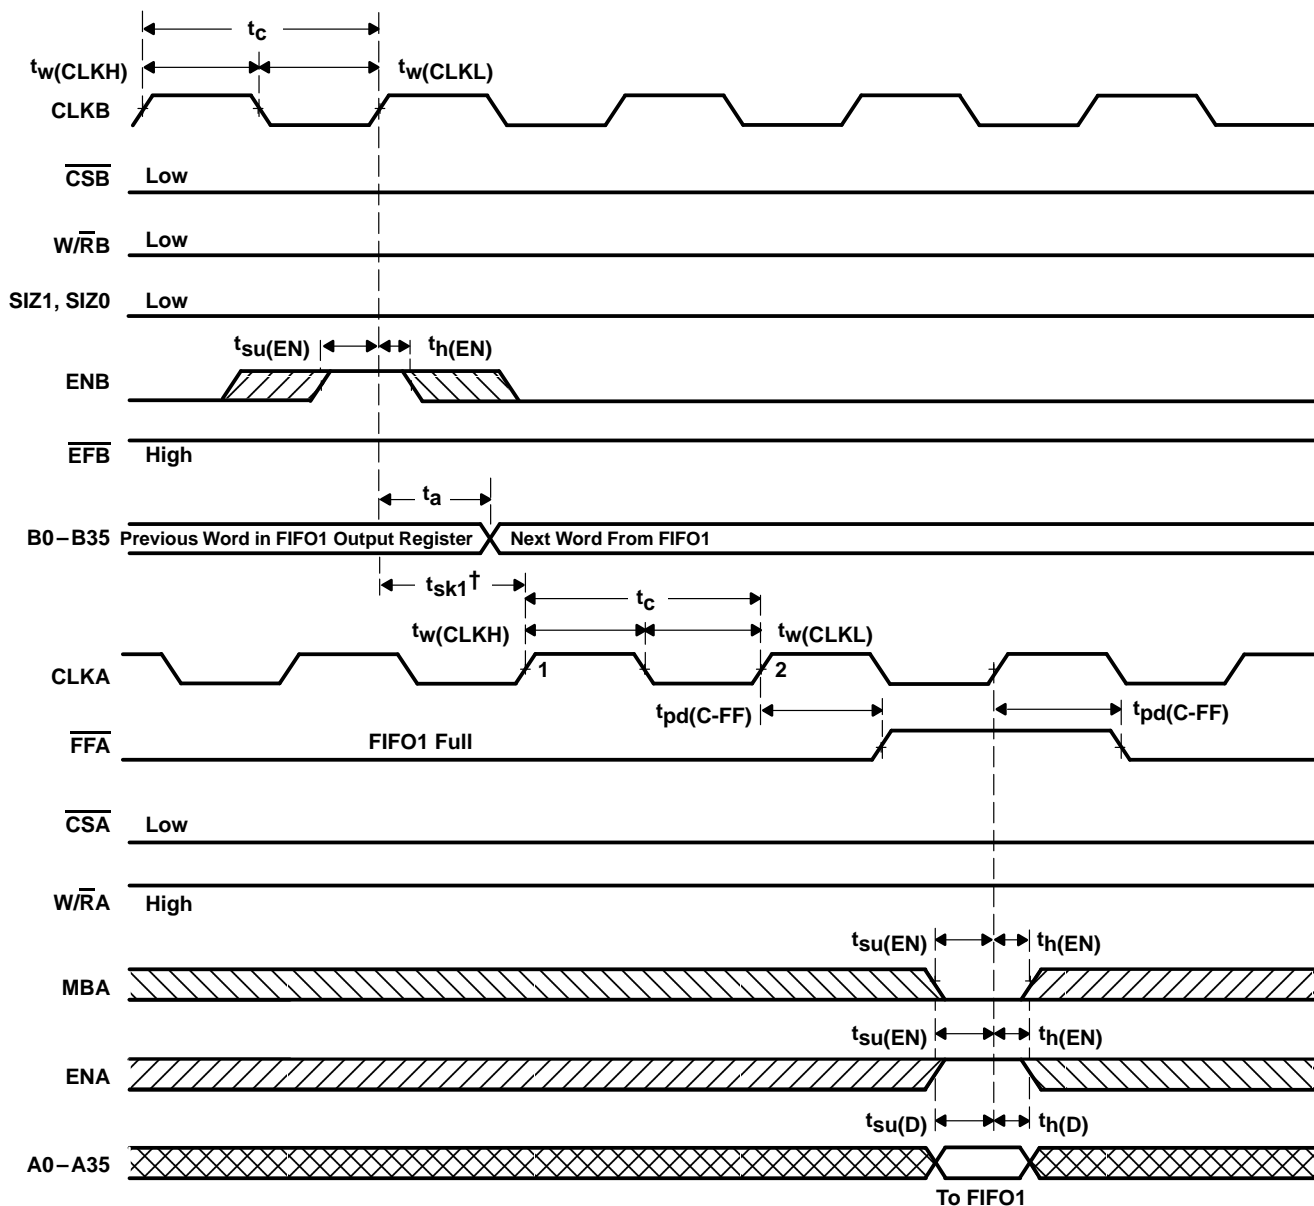 tc
tw(CLKH) tw(CLKL)
CLKB
CSB Low
W/RB Low
SIZ1, SIZ0 Low
tsu(EN) th(EN)
ENB
EFB High
ta
B0–B35 Previous Word in FIFO1 Output Register Next Word From FIFO1
tsk1†
tc
tw(CLKH) tw(CLKL)
CLKA 1 2
tpd(C-FF) tpd(C-FF)
FFA FIFO1 Full
CSA Low
W/RA High
tsu(EN) th(EN)
MBA
tsu(EN) th(EN)
ENA
tsu(D) th(D)
A0–A35
To FIFO1